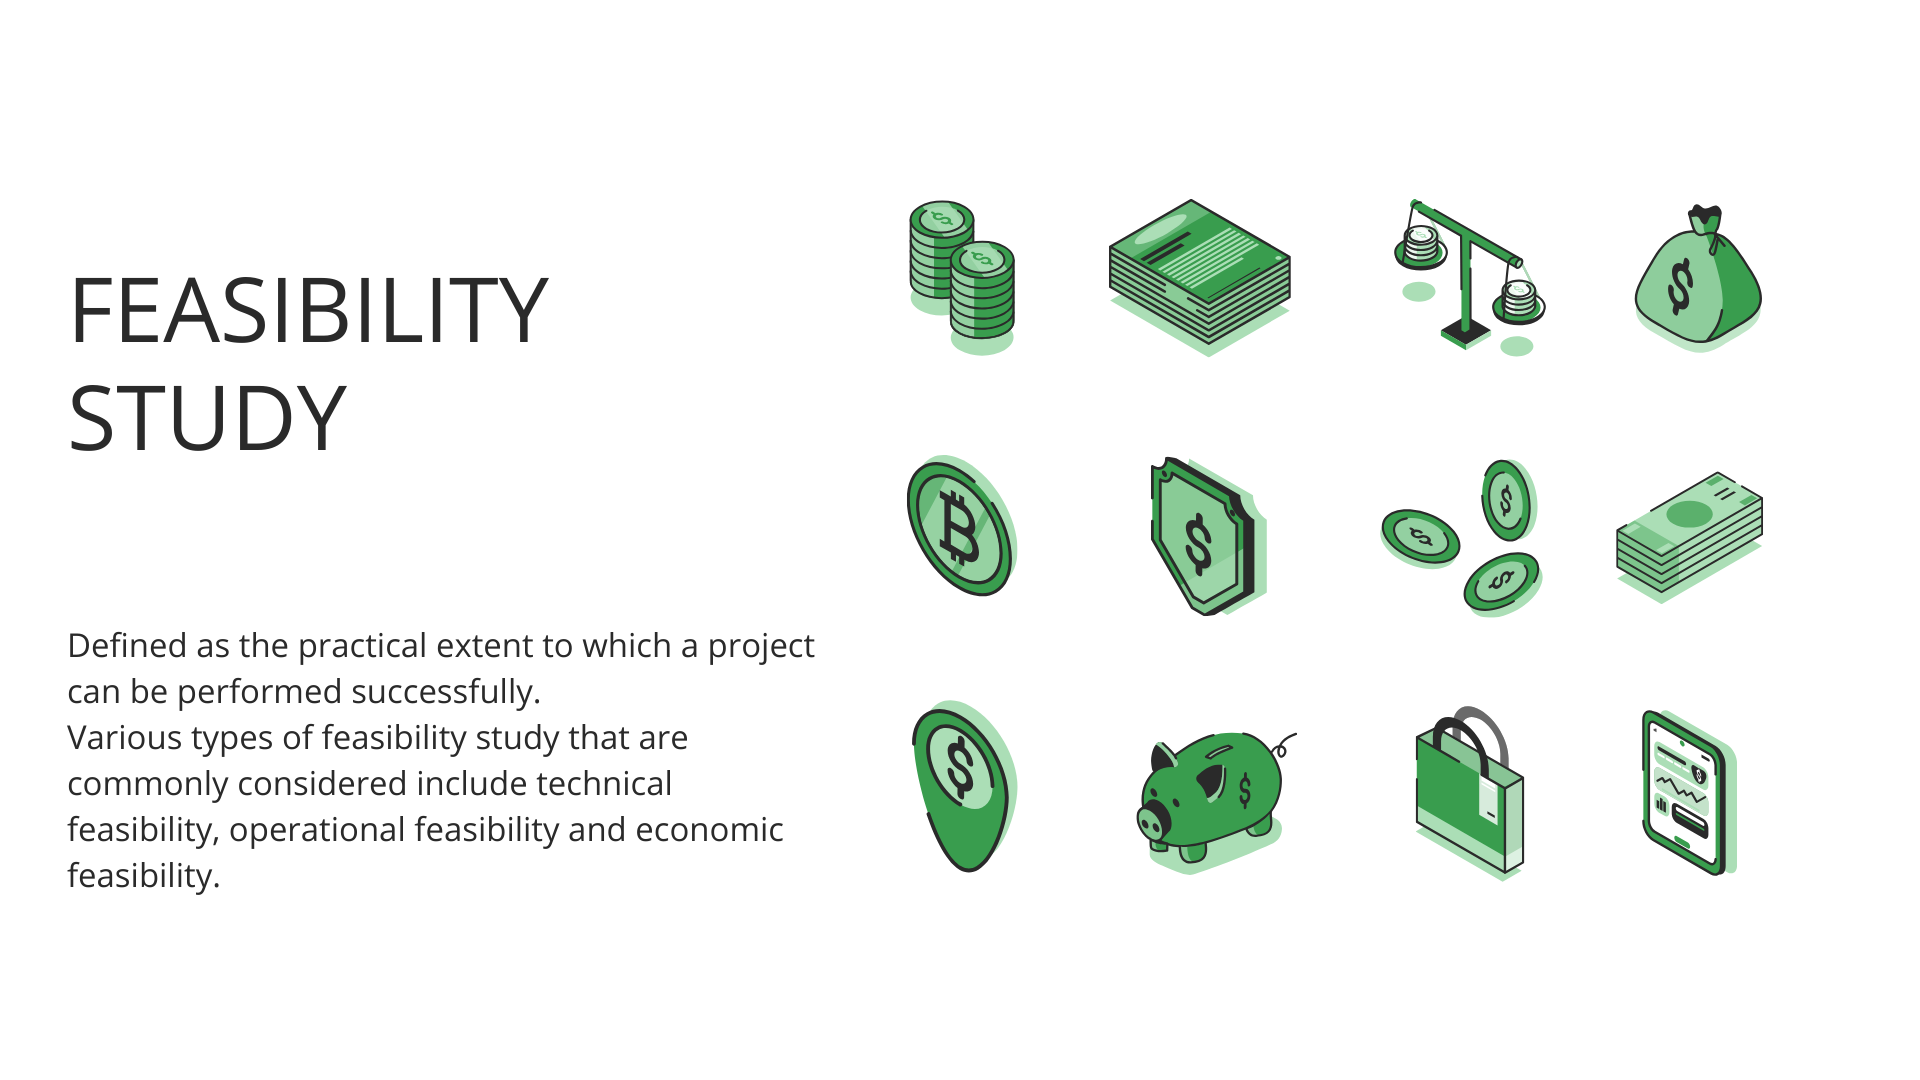 FEASIBILITY
STUDY
Defined as the practical extent to which a project
can be performed successfully.
Various types of feasibility study that are
commonly considered include technical
feasibility, operational feasibility and economic
feasibility.